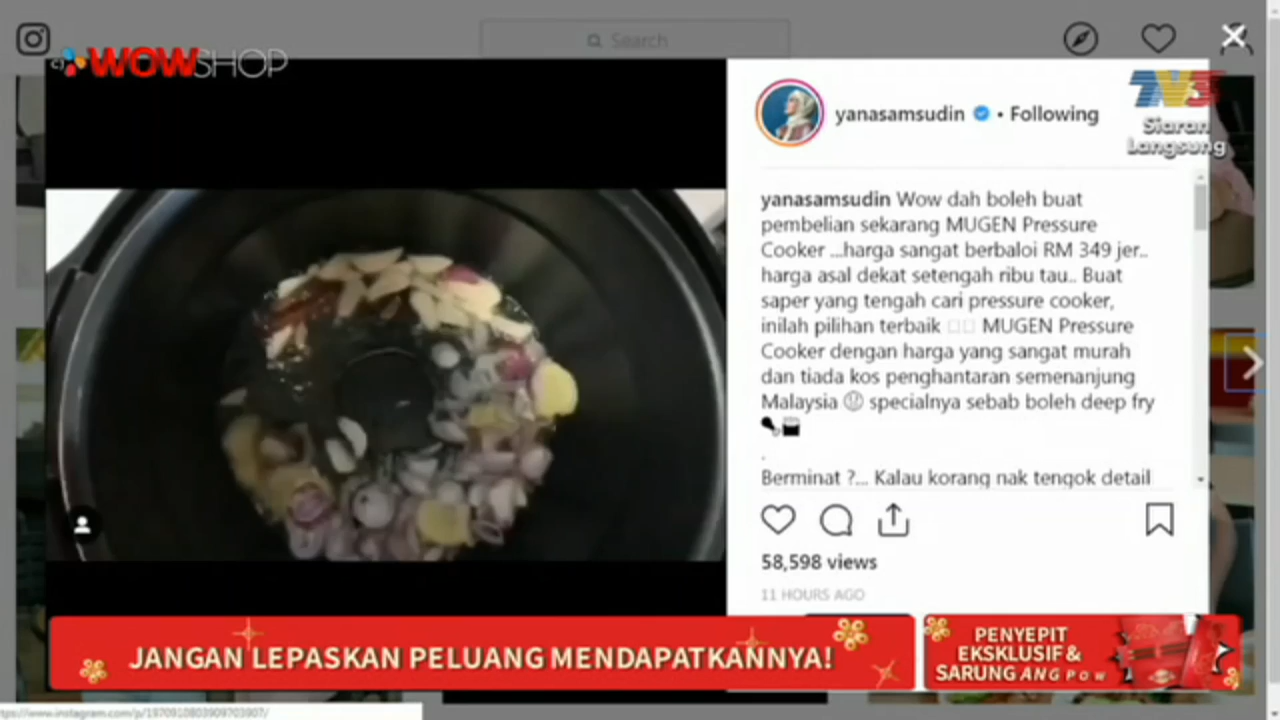 Search
WOWSHOP
yanasamsudin • Following
TV3
Siaran
Langsung
yanasamsudin Wow dah boleh buat
pembelian sekarang MUGEN Pressure
Cooker ...harga sangat berbaloi RM 349 jer..
harga asal dekat setengah ribu tau.. Buat
saper yang tengah cari pressure cooker,
inilah pilihan terbaik MUGEN Pressure
Cooker dengan harga yang sangat murah
dan tiada kos penghantaran semenanjung
Malaysia specialnya sebab boleh deep fry
.
Berminat ?... Kalau korang nak tengok detail
58,598 views
11 HOURS AGO
JANGAN LEPASKAN PELUANG MENDAPATKANNYA!
PENYEPIT
EKSKLUSIF &
SARUNG ANG POW